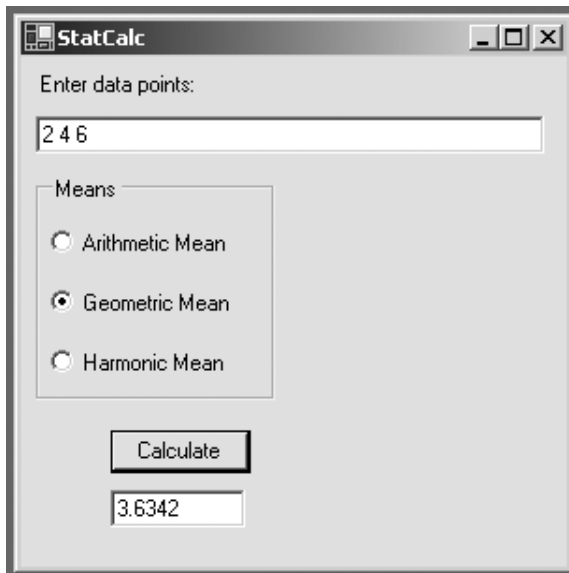 StatCalc
Enter data points:
2 4 6
Means
Arithmetic Mean
Geometric Mean
Harmonic Mean
Calculate
3.6342